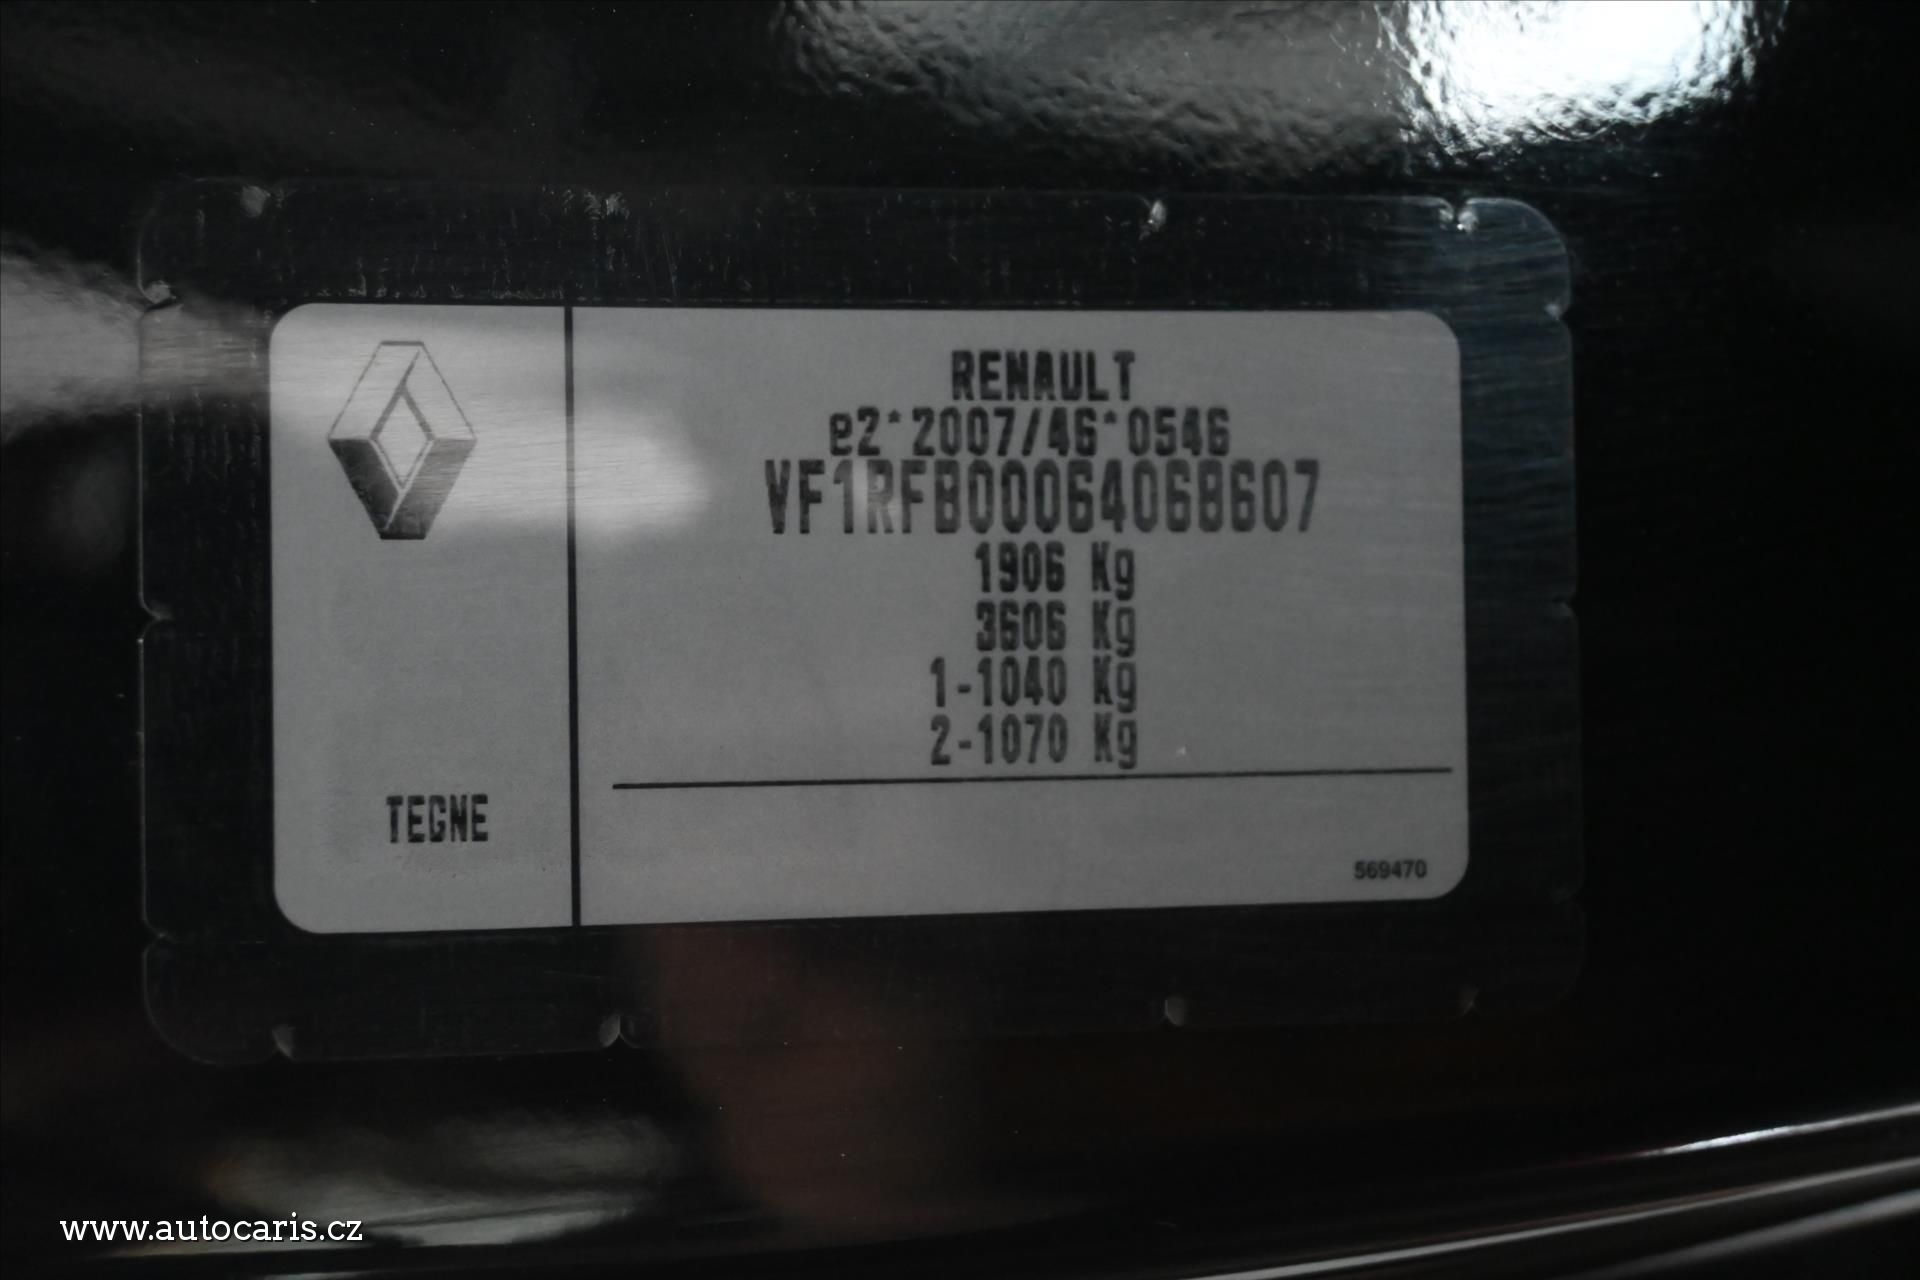 RENAULT
e2*2007/46*0546
VF1RFB00064068607
1906 Kg
3606 Kg
1-1040 Kg
2-1070 Kg
TEGNE
569470
www.autocaris.cz